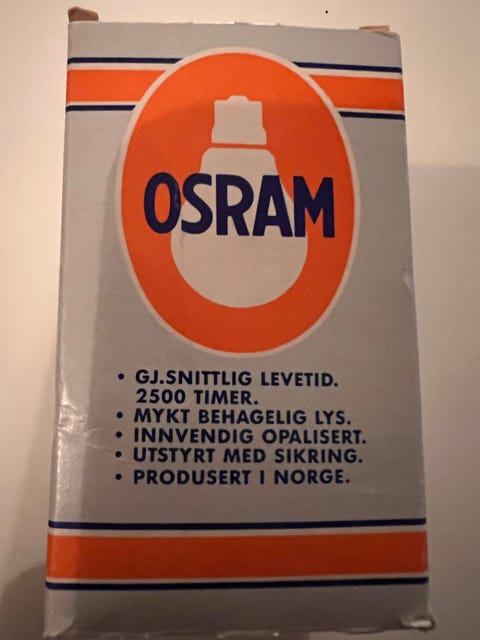 OSRAM
• GJ.SNITTLIG LEVETID.
2500 TIMER.
• MYKT BEHAGELIG LYS.
• INNVENDIG OPALISERT.
• UTSTYRT MED SIKRING.
• PRODUSERT I NORGE.